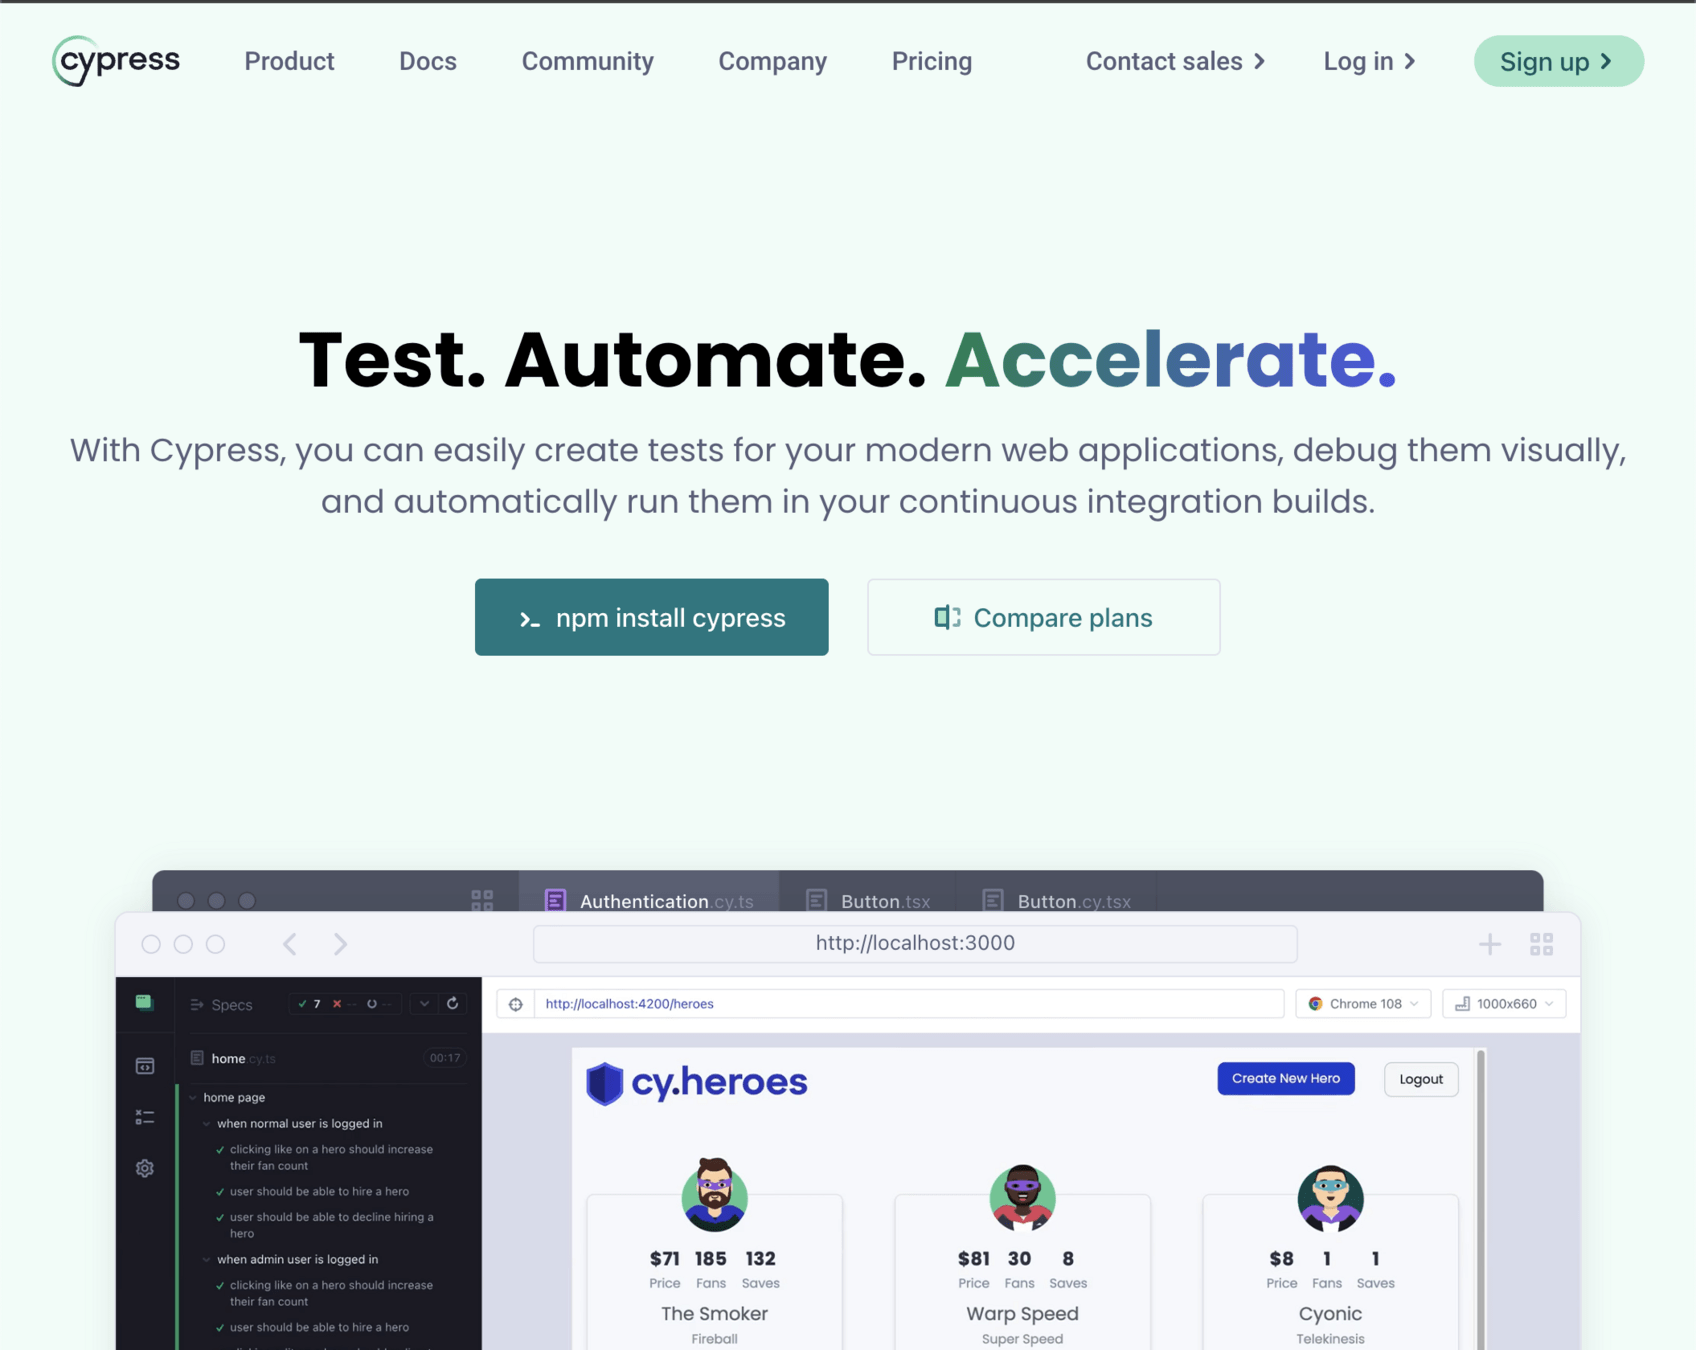 cypress
Product
Docs
Community
Company
Pricing
Contact sales
Log in
Sign up
Test. Automate. Accelerate.
With Cypress, you can easily create tests for your modern web applications, debug them visually,
and automatically run them in your continuous integration builds.
npm install cypress
Compare plans
Authentication.cy.ts
Button.tsx
Button.cy.tsx
http://localhost:3000
Specs
7
--
--
http://localhost:4200/heroes
Chrome 108
1000x660
home.cy.ts
00:17
home page
when normal user is logged in
clicking like on a hero should increase
their fan count
user should be able to hire a hero
user should be able to decline hiring a
hero
when admin user is logged in
clicking like on a hero should increase
their fan count
user should be able to hire a hero
cy.heroes
Create New Hero
Logout
$71 185 132
Price Fans Saves
The Smoker
Fireball
$81 30 8
Price Fans Saves
Warp Speed
Super Speed
$8 1 1
Price Fans Saves
Cyonic
Telekinesis